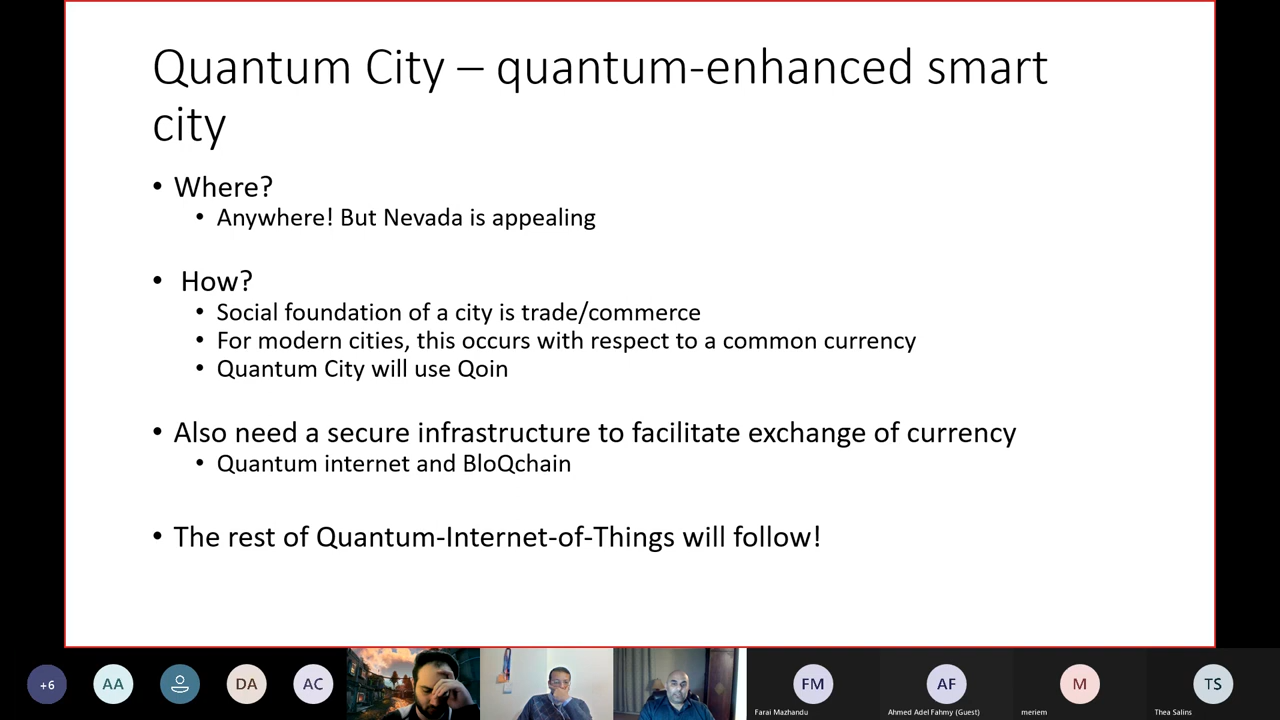 Quantum City – quantum-enhanced smart
city
• Where?
• Anywhere! But Nevada is appealing
• How?
• Social foundation of a city is trade/commerce
• For modern cities, this occurs with respect to a common currency
• Quantum City will use Qoin
• Also need a secure infrastructure to facilitate exchange of currency
• Quantum internet and BloQchain
• The rest of Quantum-Internet-of-Things will follow!
+6
AA
DA
AC
FM
AF
M
TS
Farai Mazhandu
Ahmed Adel Fahmy (Guest)
meriem
Thea Salins